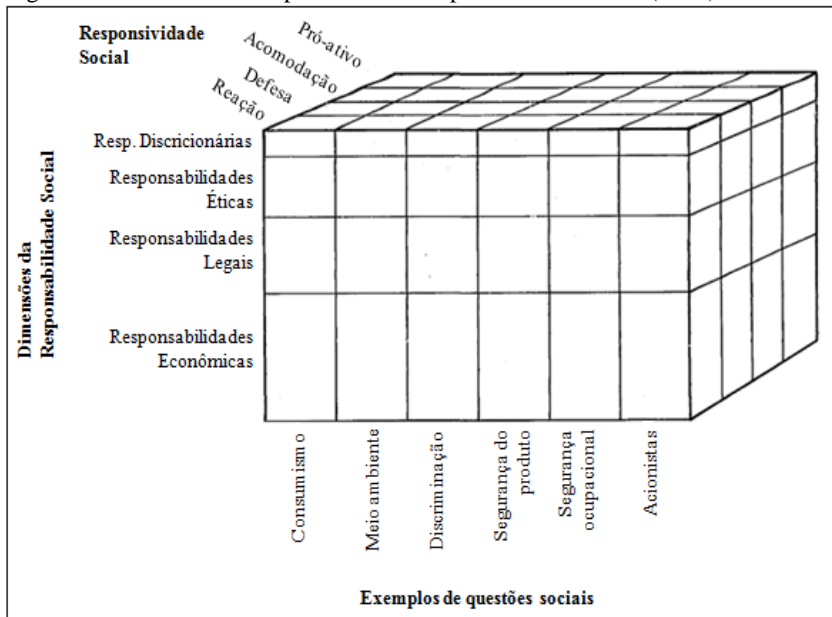 Responsividade
Social
Pró-ativo
Acomodação
Defesa
Reação
Resp. Discricionárias
Responsabilidades
Éticas
Responsabilidades
Legais
Responsabilidades
Econômicas
Dimensões da
Responsabilidade Social
Consumismo
Meio ambiente
Discriminação
Segurança do
produto
Segurança
ocupacional
Acionistas
Exemplos de questões sociais